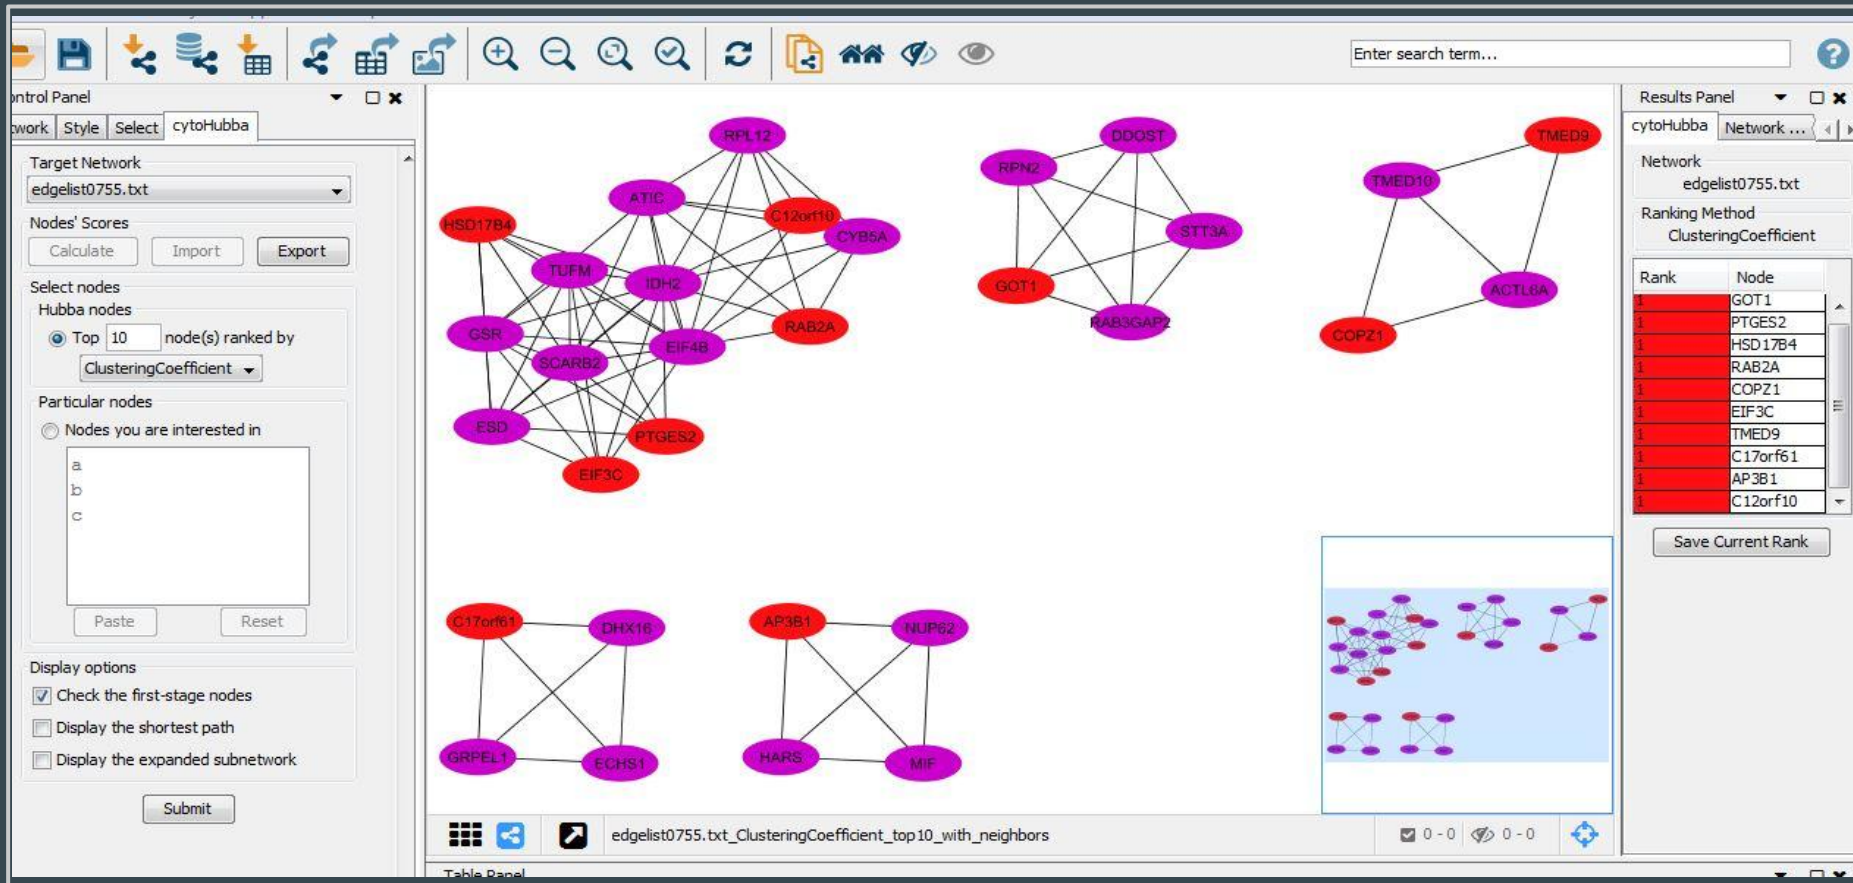 Enter search term...
ontrol Panel
twork Style Select cytoHubba
Target Network
edgelist0755.txt
Nodes' Scores
Calculate Import Export
Select nodes
Hubba nodes
Top 10 node(s) ranked by
ClusteringCoefficient
Particular nodes
Nodes you are interested in
a
b
c
Paste Reset
Display options
Check the first-stage nodes
Display the shortest path
Display the expanded subnetwork
Submit
RPL12
ATIC
HSD17B4
C12orf10
CYB5A
TUFM
IDH2
GSR
RAB2A
EIF4B
SCARB2
ESD
PTGES2
EIF3C
DDOST
RPN2
STT3A
GOT1
RAB3GAP2
TMED9
TMED10
ACTL6A
COPZ1
C17orf61
DHX16
GRPEL1
ECHS1
AP3B1
NUP62
HARS
MIF
edgelist0755.txt_ClusteringCoefficient_top10_with_neighbors
0 - 0 0 - 0
Table Panel
Results Panel
cytoHubba Network ...
Network
edgelist0755.txt
Ranking Method
ClusteringCoefficient
Rank Node
1 GOT1
1 PTGES2
1 HSD17B4
1 RAB2A
1 COPZ1
1 EIF3C
1 TMED9
1 C17orf61
1 AP3B1
1 C12orf10
Save Current Rank